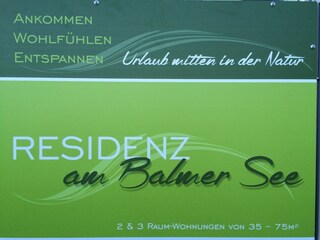 ANKOMMEN
WOHLFÜHLEN
ENTSPANNEN
Urlaub mitten in der Natur
RESIDENZ
am Balmer See
2 & 3 RAUM-WOHNUNGEN VON 35 – 75M²